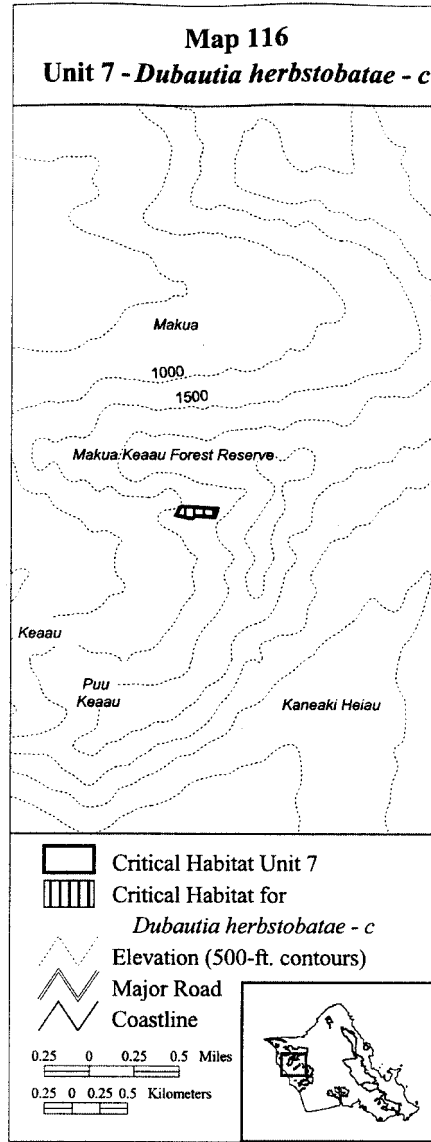 Map 116
Unit 7 - Dubautia herbstobatae - c
Makua
1000
1500
Makua Keaau Forest Reserve
Keaau
Puu
Keaau
Kaneaki Heiau
Critical Habitat Unit 7
Critical Habitat for
Dubautia herbstobatae - c
Elevation (500-ft. contours)
Major Road
Coastline
0.25 0 0.25 0.5 Miles
0.25 0 0.25 0.5 Kilometers